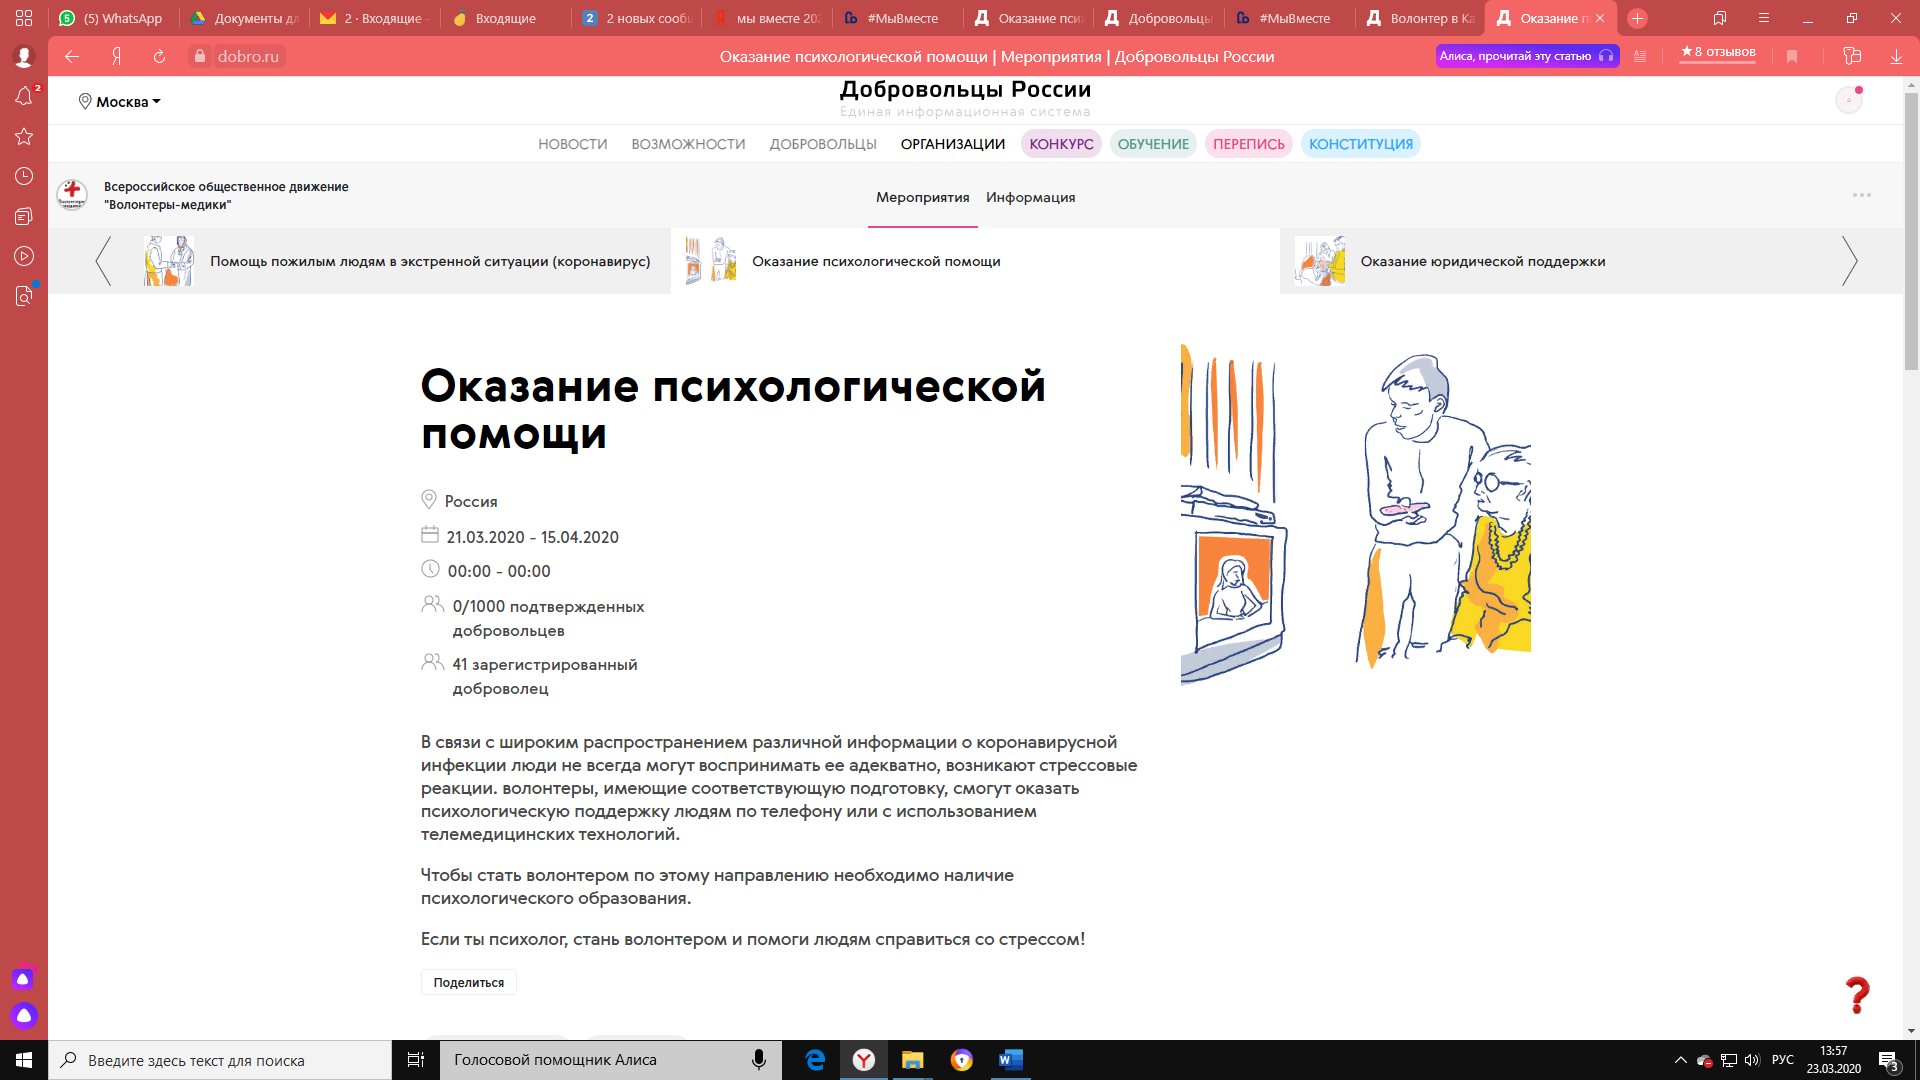 (5) WhatsApp
Документы дл
2 · Входящие -
Входящие
2 новых сооб
мы вместе 202
#МыВместе
Оказание псих
Добровольцы
#МыВместе
Волонтер в Ка
Оказание п
dobro.ru
Оказание психологической помощи | Мероприятия | Добровольцы России
Алиса, прочитай эту статью
★ 8 отзывов
2
Москва
Добровольцы России
Единая информационная система
НОВОСТИ
ВОЗМОЖНОСТИ
ДОБРОВОЛЬЦЫ
ОРГАНИЗАЦИИ
КОНКУРС
ОБУЧЕНИЕ
ПЕРЕПИСЬ
КОНСТИТУЦИЯ
Всероссийское общественное движение
"Волонтеры-медики"
Мероприятия
Информация
Помощь пожилым людям в экстренной ситуации (коронавирус)
Оказание психологической помощи
Оказание юридической поддержки
Оказание психологической
помощи
Россия
21.03.2020 - 15.04.2020
00:00 - 00:00
0/1000 подтвержденных
добровольцев
41 зарегистрированный
доброволец
В связи с широким распространением различной информации о коронавирусной
инфекции люди не всегда могут воспринимать ее адекватно, возникают стрессовые
реакции. волонтеры, имеющие соответствующую подготовку, смогут оказать
психологическую поддержку людям по телефону или с использованием
телемедицинских технологий.
Чтобы стать волонтером по этому направлению необходимо наличие
психологического образования.
Если ты психолог, стань волонтером и помоги людям справиться со стрессом!
Поделиться
Введите здесь текст для поиска
Голосовой помощник Алиса
РУС
13:57
23.03.2020
3